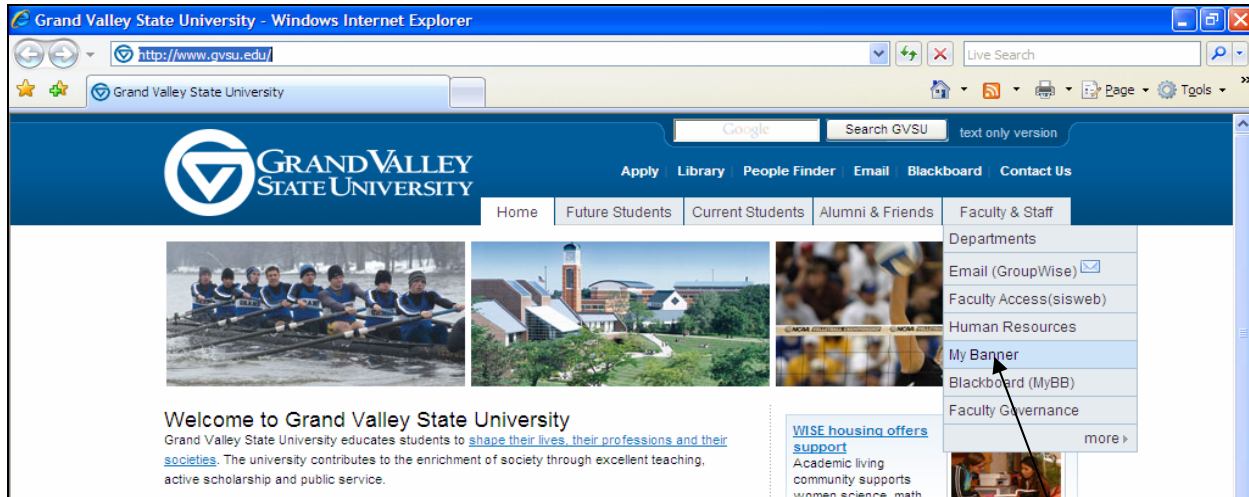 Grand Valley State University - Windows Internet Explorer
http://www.gvsu.edu/
Live Search
Grand Valley State University
Page
Tools
Google
Search GVSU
text only version
GRAND VALLEY
STATE UNIVERSITY
Apply | Library | People Finder | Email | Blackboard | Contact Us
Home
Future Students
Current Students
Alumni & Friends
Faculty & Staff
Departments
Email (GroupWise)
Faculty Access(sisweb)
Human Resources
My Banner
Blackboard (MyBB)
Faculty Governance
more
Welcome to Grand Valley State University
Grand Valley State University educates students to shape their lives, their professions and their
societies. The university contributes to the enrichment of society through excellent teaching,
active scholarship and public service.
WISE housing offers
support
Academic living
community supports
women science, math